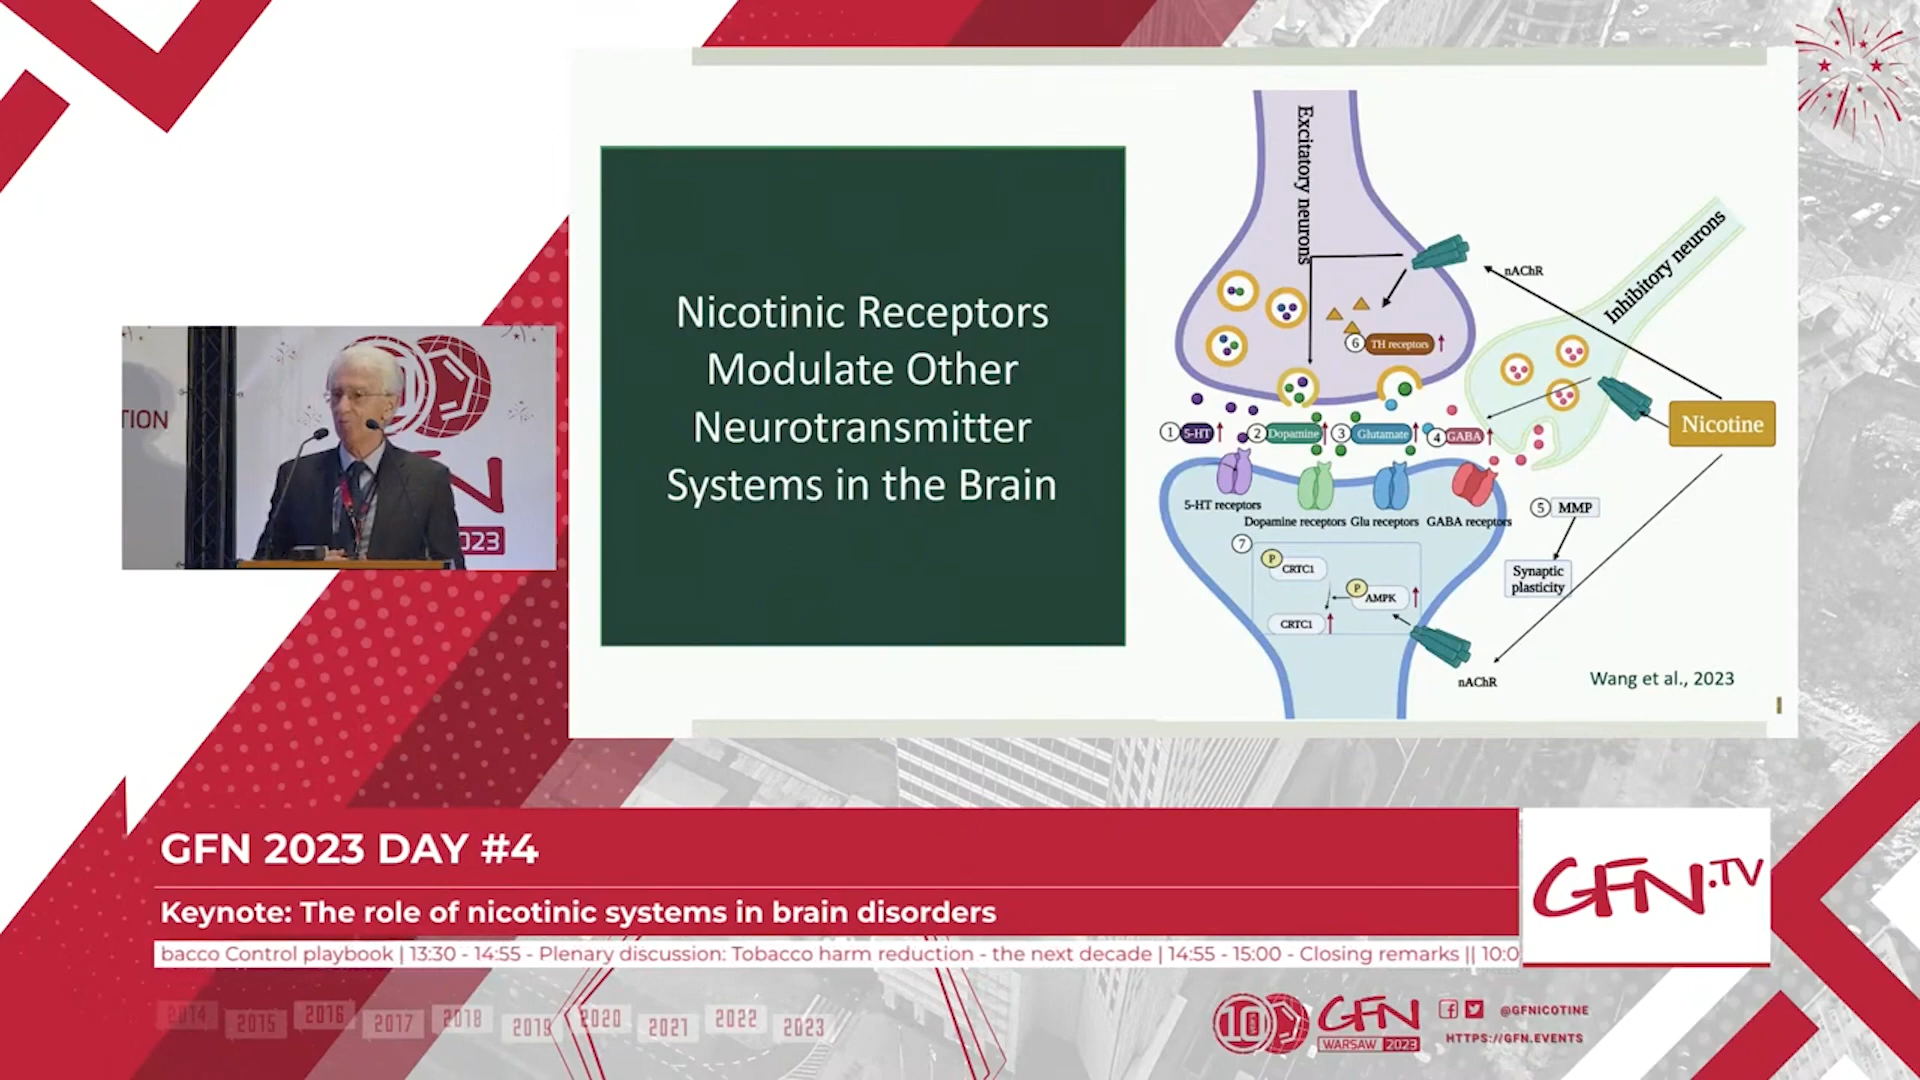 Nicotinic Receptors
Modulate Other
Neurotransmitter
Systems in the Brain
Excitatory neurons
Inhibitory neurons
nAChR
6 TH receptors
Nicotine
1 5-HT
2 Dopamine
3 Glutamate
4 GABA
5-HT receptors
Dopamine receptors Glu receptors GABA receptors
5 MMP
Synaptic
plasticity
7
P
CRTC1
P
AMPK
CRTC1
nAChR
Wang et al., 2023
TION
023
GFN 2023 DAY #4
Keynote: The role of nicotinic systems in brain disorders
bacco Control playbook | 13:30 - 14:55 - Plenary discussion: Tobacco harm reduction - the next decade | 14:55 - 15:00 - Closing remarks || 10:0
GFN.TV
2014 2015 2016 2017 2018 2019 2020 2021 2022 2023
10
GFN
WARSAW 2023
@GFNICOTINE
HTTPS://GFN.EVENTS